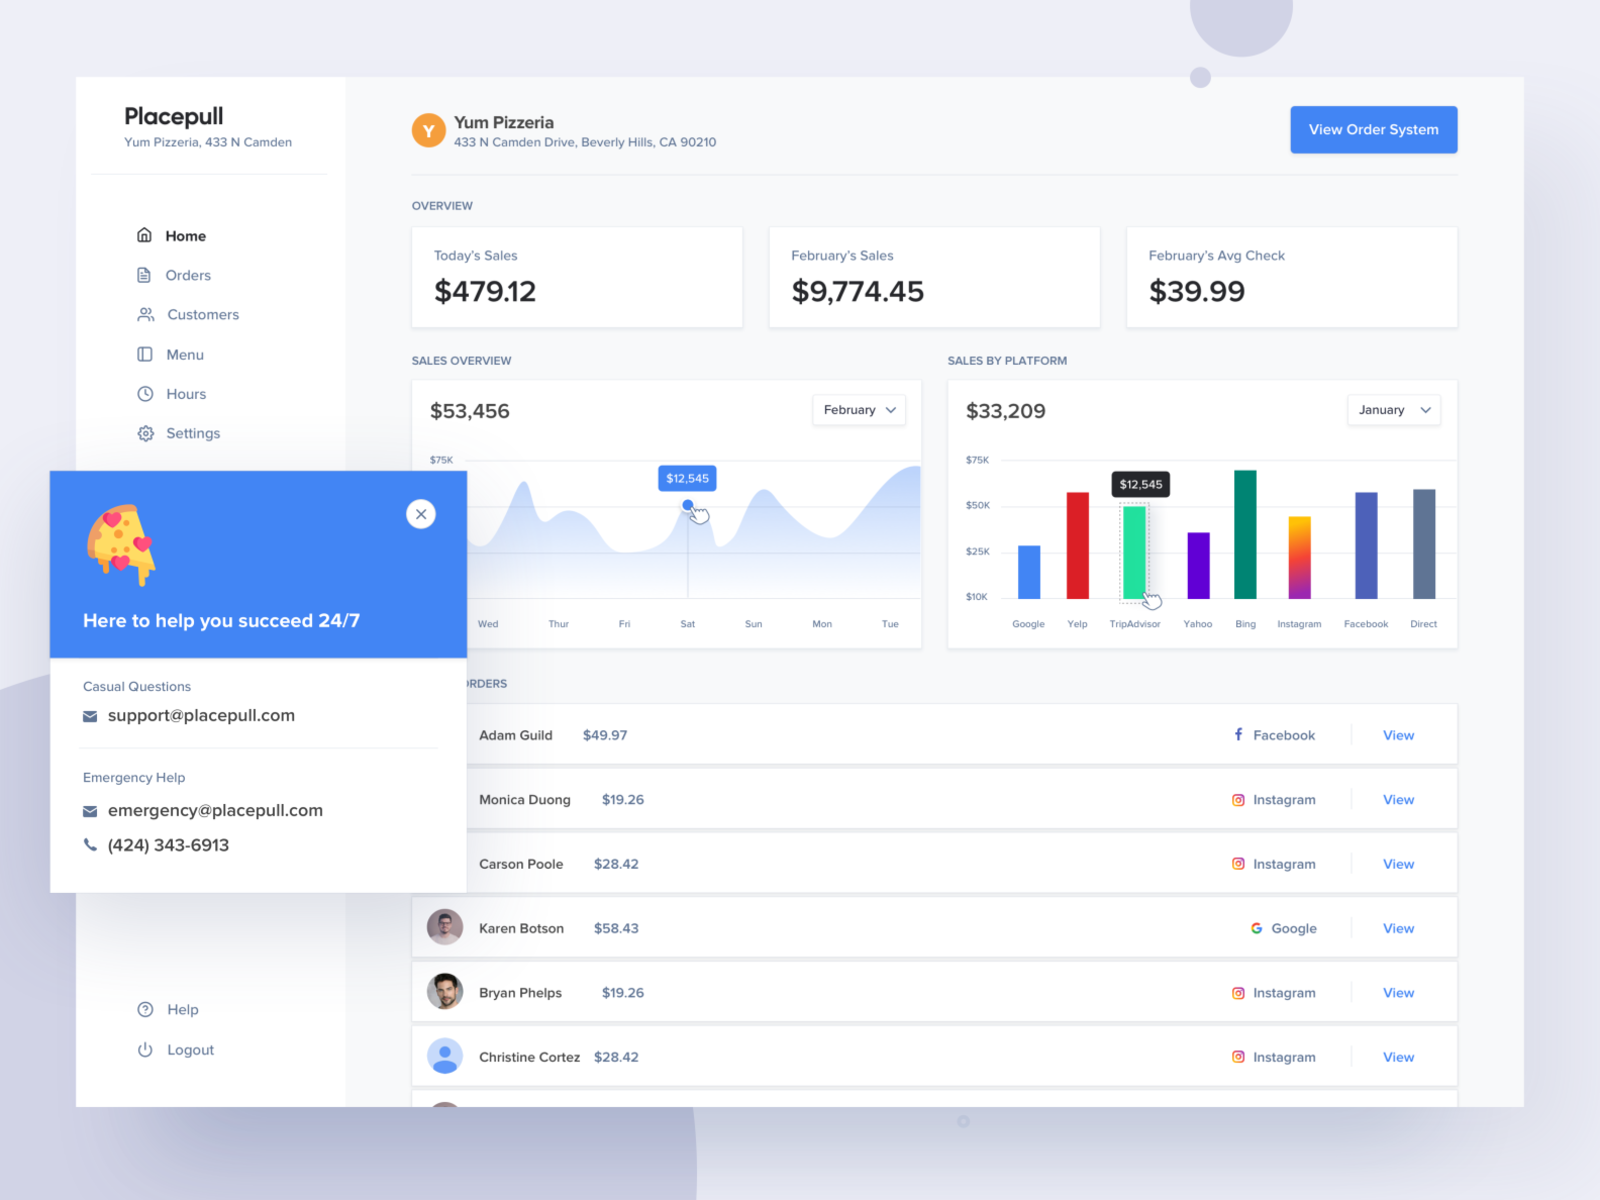 Placepull
Yum Pizzeria, 433 N Camden
Home
Orders
Customers
Menu
Hours
Settings
Here to help you succeed 24/7
Casual Questions
support@placepull.com
Emergency Help
emergency@placepull.com
(424) 343-6913
Help
Logout
Y
Yum Pizzeria
433 N Camden Drive, Beverly Hills, CA 90210
View Order System
OVERVIEW
Today's Sales
$479.12
February's Sales
$9,774.45
February's Avg Check
$39.99
SALES OVERVIEW
$53,456
February
$75K
$12,545
Wed Thur Fri Sat Sun Mon Tue
SALES BY PLATFORM
$33,209
January
$75K
$50K
$25K
$10K
$12,545
Google Yelp TripAdvisor Yahoo Bing Instagram Facebook Direct
RDERS
Adam Guild $49.97 Facebook View
Monica Duong $19.26 Instagram View
Carson Poole $28.42 Instagram View
Karen Botson $58.43 Google View
Bryan Phelps $19.26 Instagram View
Christine Cortez $28.42 Instagram View